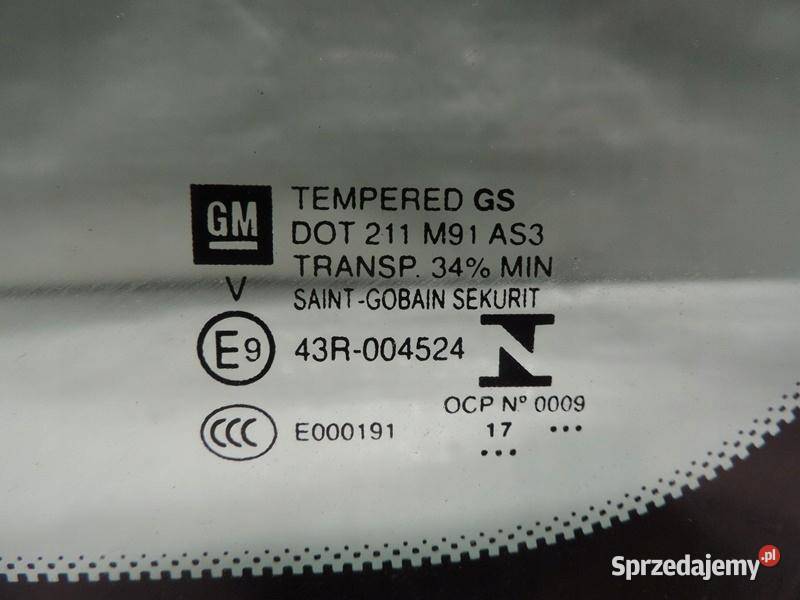 GM
TEMPERED GS
DOT 211 M91 AS3
TRANSP. 34% MIN
V
SAINT-GOBAIN SEKURIT
E9
43R-004524
N
OCP Nº 0009
CCC
E000191
17 •••
•••
Sprzedajemy.pl